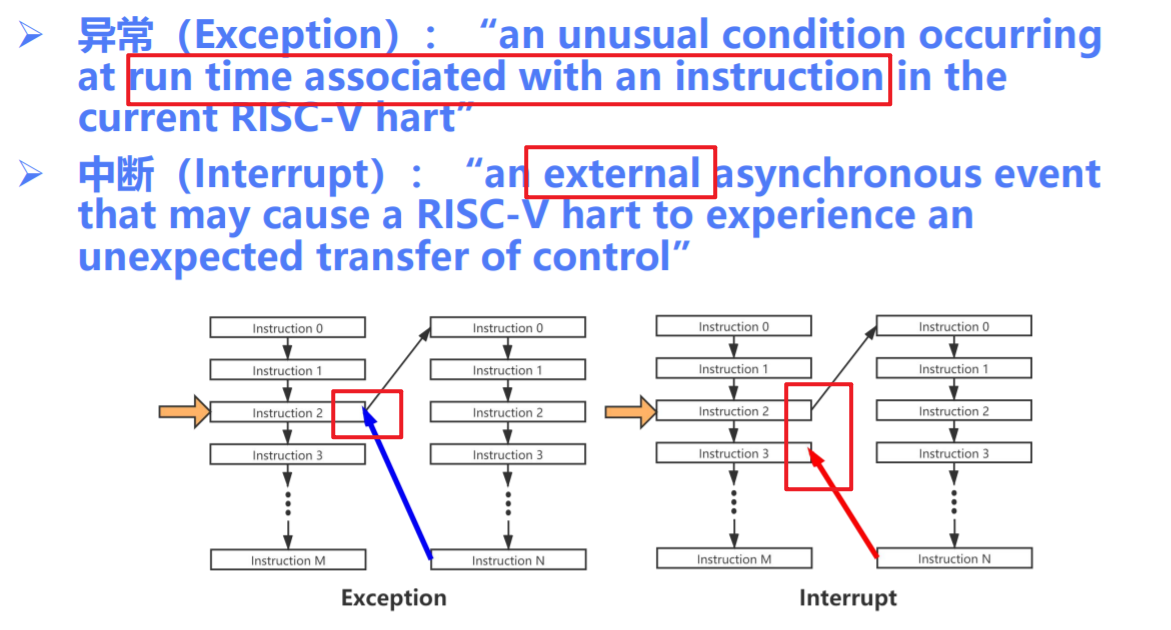 ➢ 异常（Exception）： “an unusual condition occurring
at run time associated with an instruction in the
current RISC-V hart”
➢ 中断（Interrupt）： “an external asynchronous event
that may cause a RISC-V hart to experience an
unexpected transfer of control”
Instruction 0
Instruction 1
Instruction 2
Instruction 3
Instruction M
Instruction 0
Instruction 1
Instruction 2
Instruction 3
Instruction N
Exception
Instruction 0
Instruction 1
Instruction 2
Instruction 3
Instruction M
Instruction 0
Instruction 1
Instruction 2
Instruction 3
Instruction N
Interrupt